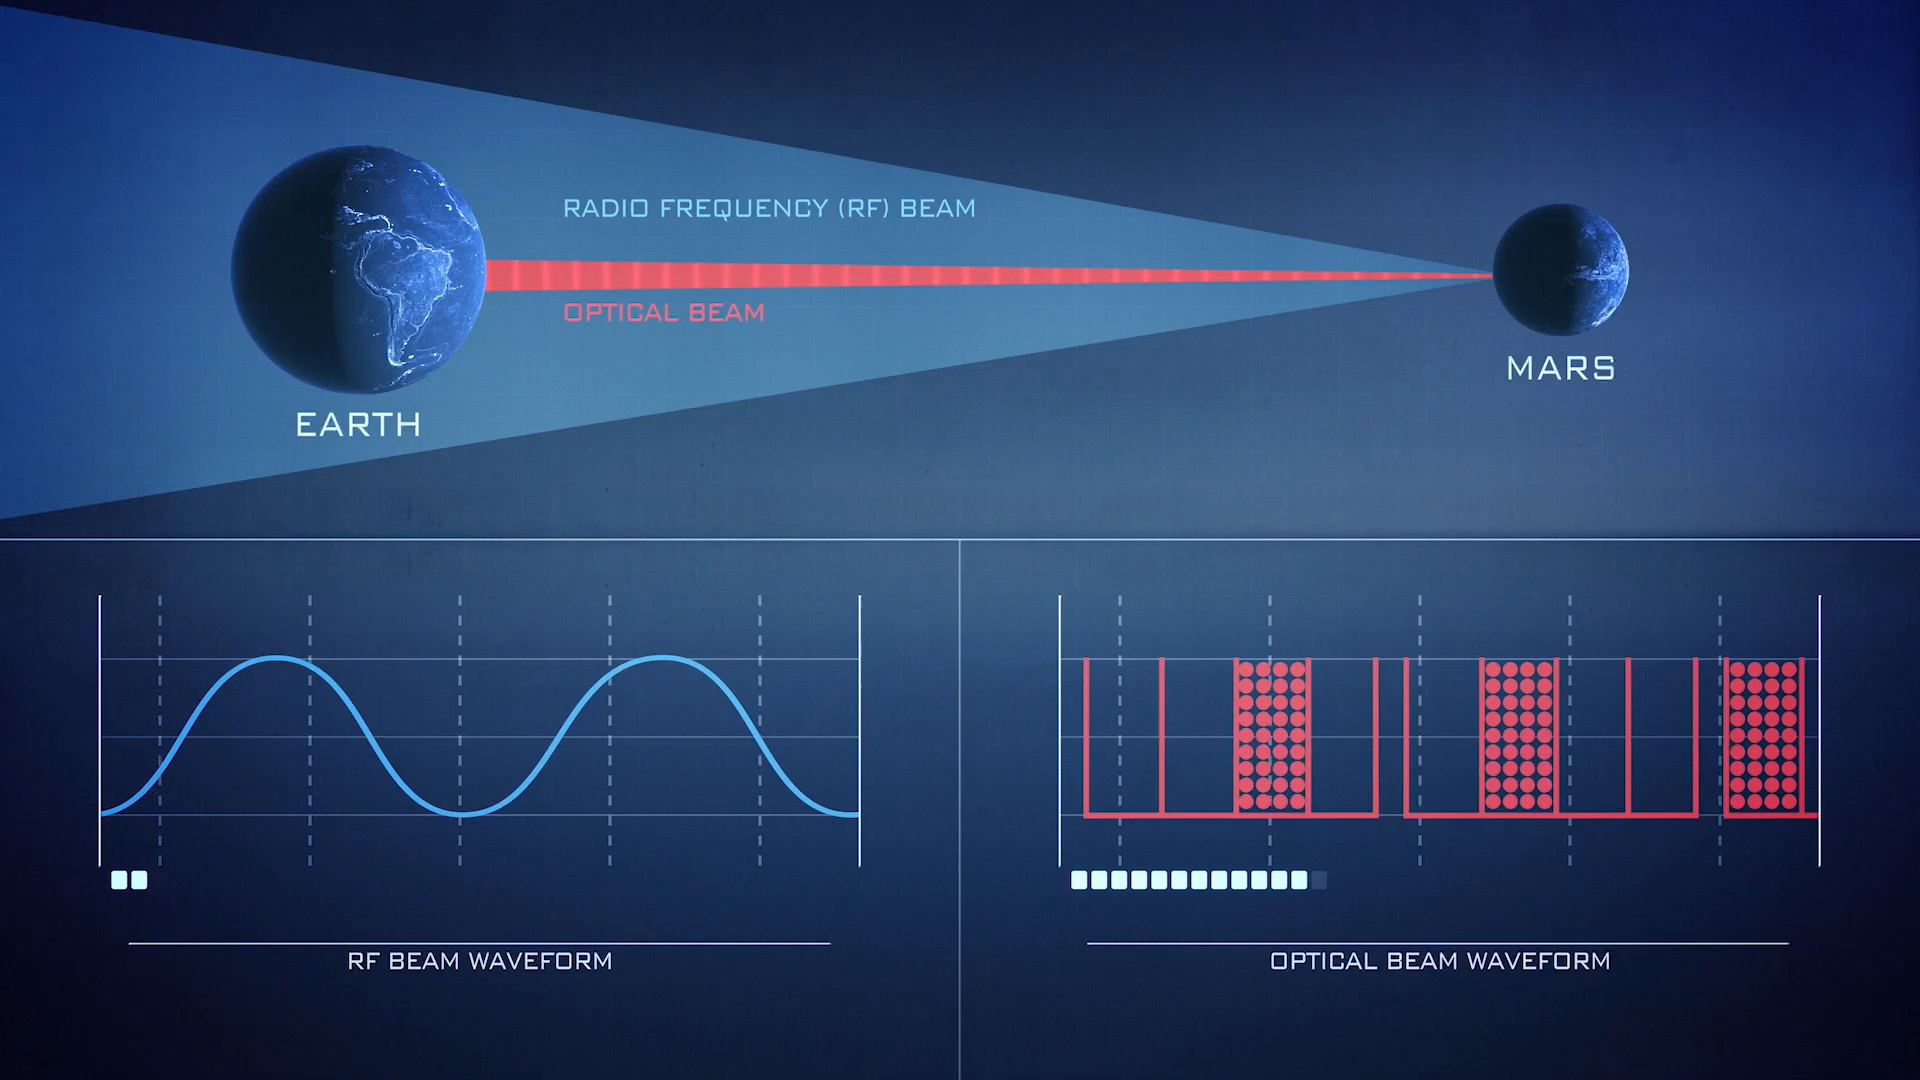 RADIO FREQUENCY (RF) BEAM
OPTICAL BEAM
MARS
EARTH
RF BEAM WAVEFORM
OPTICAL BEAM WAVEFORM